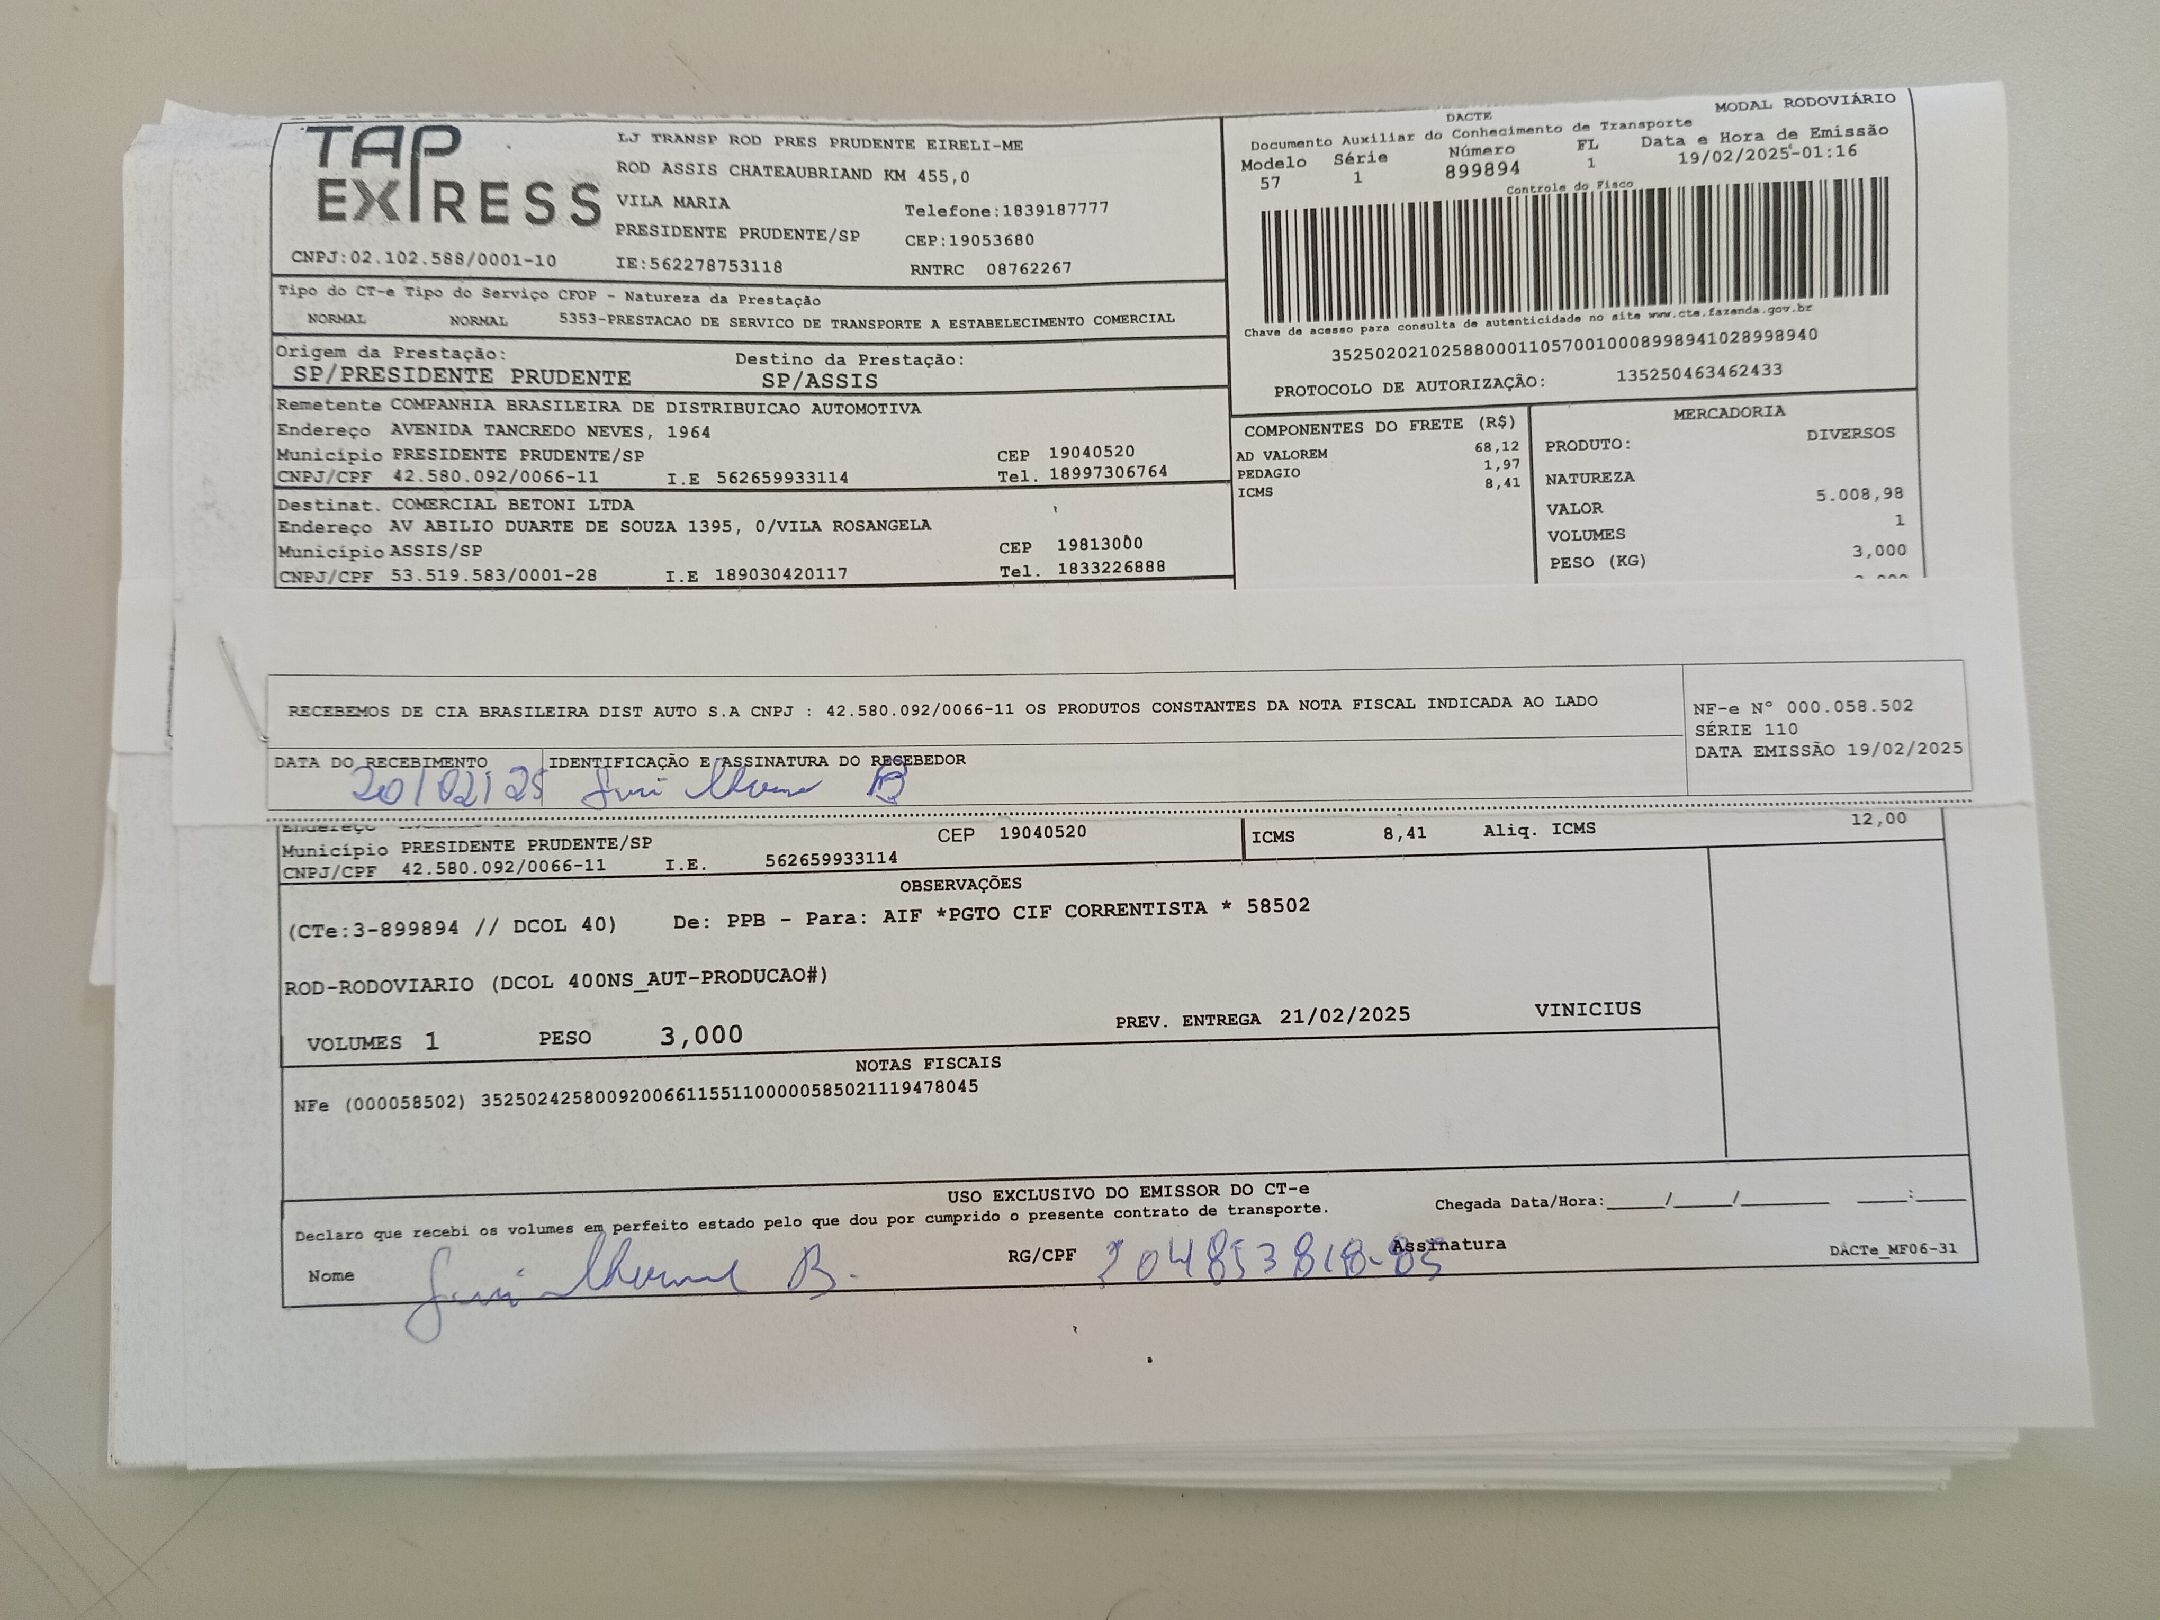 TAP EXPRESS
LJ TRANSP ROD PRES PRUDENTE EIRELI-ME
ROD ASSIS CHATEAUBRIAND KM 455,0
VILA MARIA Telefone:1839187777
PRESIDENTE PRUDENTE/SP CEP:19053680
CNPJ:02.102.588/0001-10 IE:562278753118 RNTRC 08762267
DACTE MODAL RODOVIÁRIO
Documento Auxiliar do Conhecimento de Transporte
Modelo Série Número FL Data e Hora de Emissão
57 1 899894 1 19/02/2025-01:16
Controle do Fisco
Chave de acesso para consulta de autenticidade no site www.cte.fazenda.gov.br
35250202102588000110570010008998941028998940
PROTOCOLO DE AUTORIZAÇÃO: 135250463462433
Tipo do CT-e Tipo do Serviço CFOP - Natureza da Prestação
NORMAL NORMAL 5353-PRESTACAO DE SERVICO DE TRANSPORTE A ESTABELECIMENTO COMERCIAL
Origem da Prestação: Destino da Prestação:
SP/PRESIDENTE PRUDENTE SP/ASSIS
Remetente COMPANHIA BRASILEIRA DE DISTRIBUICAO AUTOMOTIVA
Endereço AVENIDA TANCREDO NEVES, 1964
Município PRESIDENTE PRUDENTE/SP CEP 19040520
CNPJ/CPF 42.580.092/0066-11 I.E 562659933114 Tel. 18997306764
Destinat. COMERCIAL BETONI LTDA
Endereço AV ABILIO DUARTE DE SOUZA 1395, 0/VILA ROSANGELA
Município ASSIS/SP CEP 19813000
CNPJ/CPF 53.519.583/0001-28 I.E 189030420117 Tel. 1833226888
COMPONENTES DO FRETE (R$)
AD VALOREM 68,12
PEDAGIO 1,97
ICMS 8,41
MERCADORIA
PRODUTO: DIVERSOS
NATUREZA
VALOR 5.008,98
VOLUMES 1
PESO (KG) 3,000
RECEBEMOS DE CIA BRASILEIRA DIST AUTO S.A CNPJ : 42.580.092/0066-11 OS PRODUTOS CONSTANTES DA NOTA FISCAL INDICADA AO LADO
NF-e N° 000.058.502
SÉRIE 110
DATA EMISSÃO 19/02/2025
DATA DO RECEBIMENTO IDENTIFICAÇÃO E ASSINATURA DO RECEBEDOR
20/02/25 B
Endereço
Município PRESIDENTE PRUDENTE/SP CEP 19040520
CNPJ/CPF 42.580.092/0066-11 I.E. 562659933114
ICMS 8,41 Aliq. ICMS 12,00
OBSERVAÇÕES
(CTe:3-899894 // DCOL 40) De: PPB - Para: AIF *PGTO CIF CORRENTISTA * 58502
ROD-RODOVIARIO (DCOL 400NS_AUT-PRODUCAO#)
VOLUMES 1 PESO 3,000 PREV. ENTREGA 21/02/2025 VINICIUS
NOTAS FISCAIS
NFe (000058502) 35250242580092006611551100000585021119478045
USO EXCLUSIVO DO EMISSOR DO CT-e
Declaro que recebi os volumes em perfeito estado pelo que dou por cumprido o presente contrato de transporte.
Chegada Data/Hora:_____/_____/_______ ____:____
Nome B. RG/CPF Assinatura DACTe_MF06-31